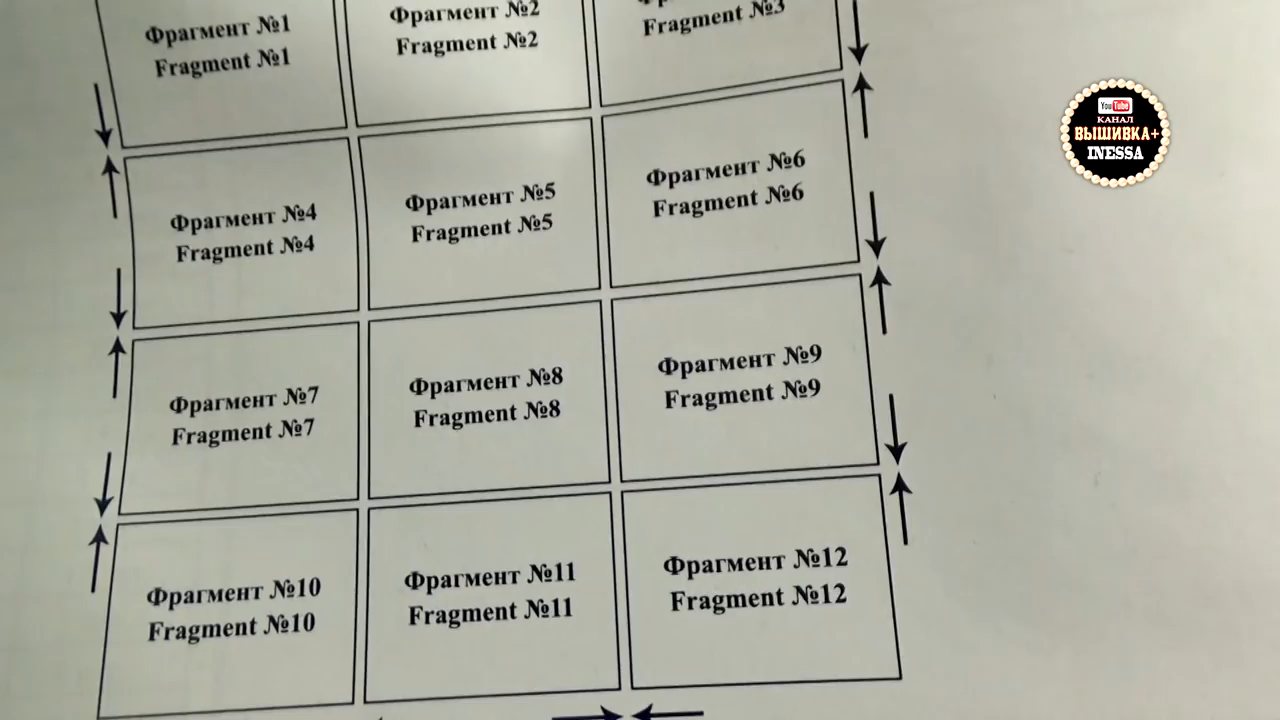 Фрагмент №1
Fragment №1
Фрагмент №2
Fragment №2
Fragment №3
Фрагмент №4
Fragment №4
Фрагмент №5
Fragment №5
Фрагмент №6
Fragment №6
Фрагмент №7
Fragment №7
Фрагмент №8
Fragment №8
Фрагмент №9
Fragment №9
Фрагмент №10
Fragment №10
Фрагмент №11
Fragment №11
Фрагмент №12
Fragment №12
YouTube
КАНАЛ
ВЫШИВКА+
INESSA